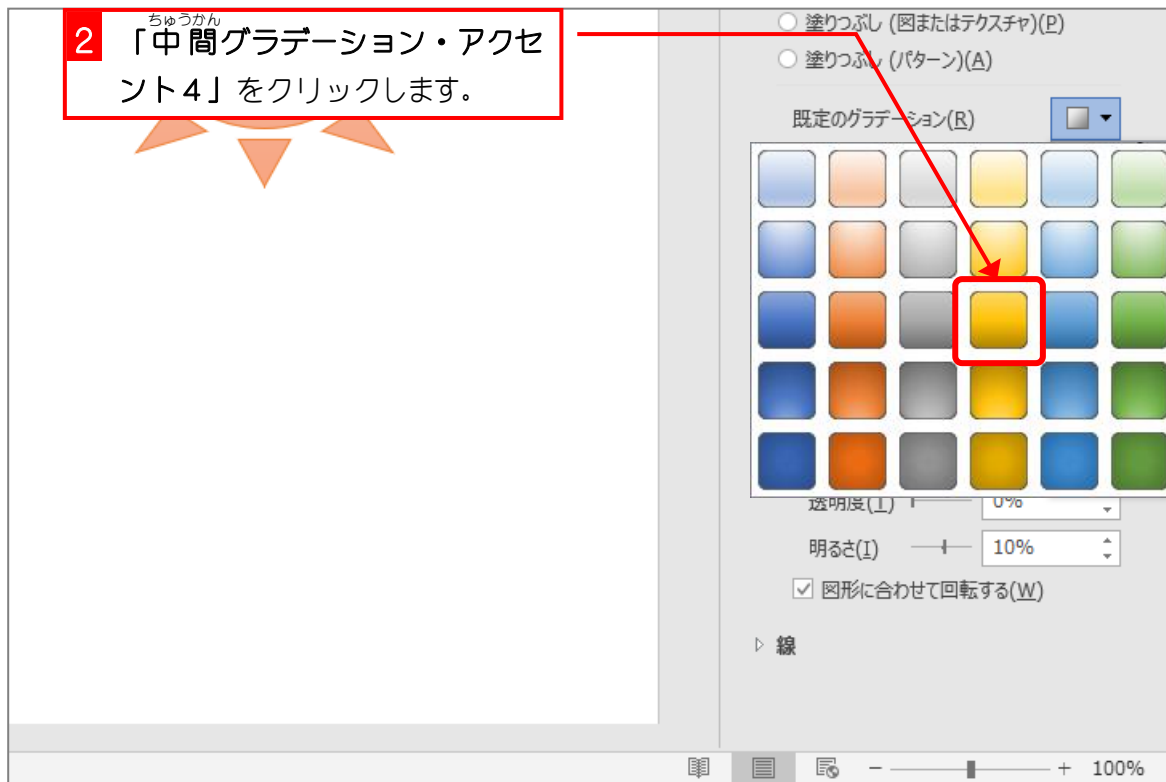 2
ちゅうかん
「中間グラデーション・アクセ
ント４」をクリックします。
塗りつぶし (図またはテクスチャ)(P)
塗りつぶし (パターン)(A)
既定のグラデーション(R)
透明度(T) 0%
明るさ(I) 10%
図形に合わせて回転する(W)
線
100%